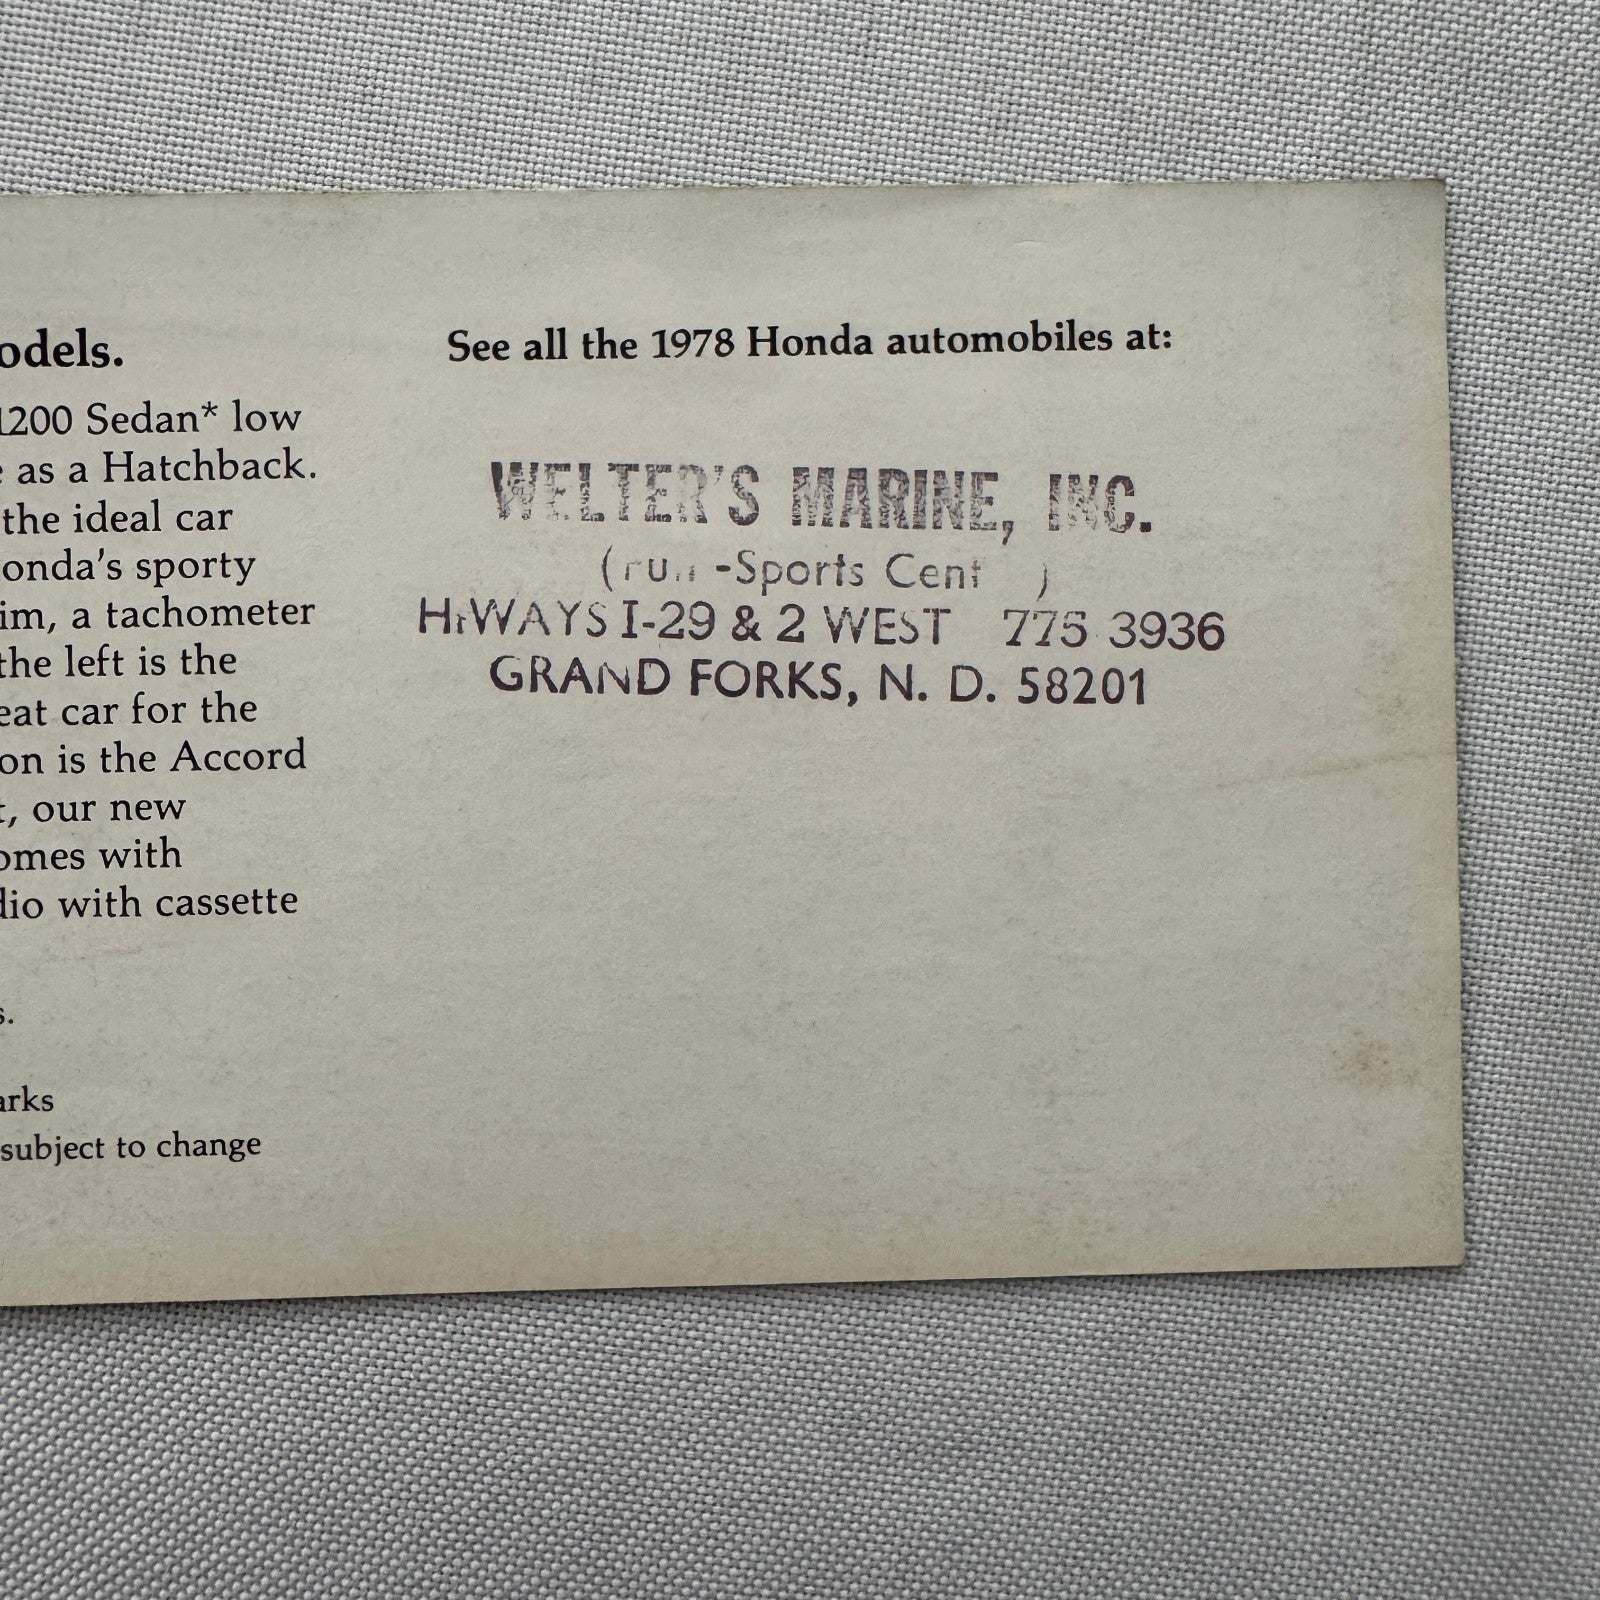 odels.
1200 Sedan* low
e as a Hatchback.
the ideal car
onda's sporty
im, a tachometer
the left is the
eat car for the
on is the Accord
t, our new
omes with
dio with cassette
s.
arks
subject to change
See all the 1978 Honda automobiles at:
WELTER'S MARINE, INC.
-Sports Cent )
HiWAYS I-29 & 2 WEST 775 3936
GRAND FORKS, N. D. 58201